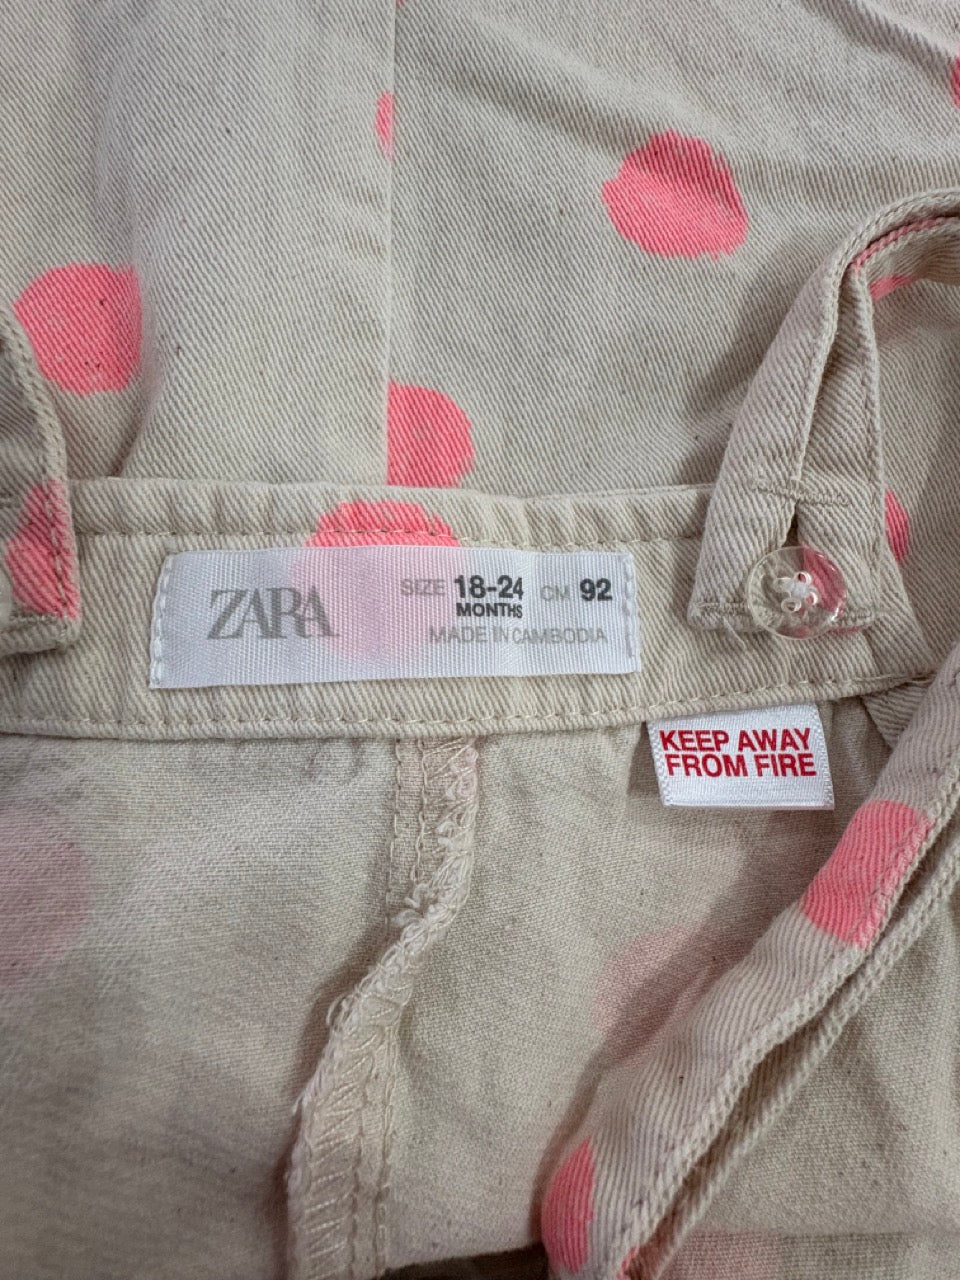 ZARA
SIZE 18-24 CM 92
MONTHS
MADE IN CAMBODIA
KEEP AWAY
FROM FIRE